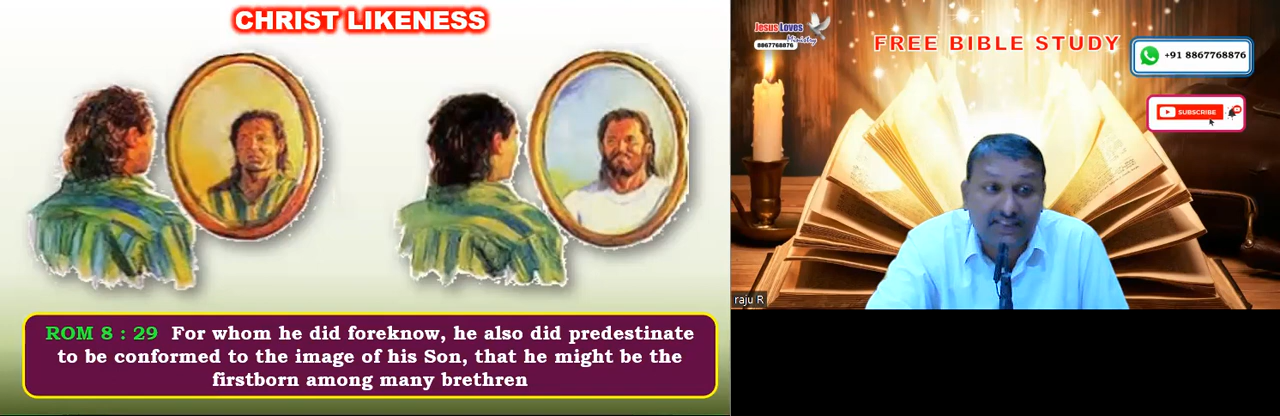 CHRIST LIKENESS
ROM 8 : 29 For whom he did foreknow, he also did predestinate
to be conformed to the image of his Son, that he might be the
firstborn among many brethren
Jesus Loves
Ministry
8867768876
FREE BIBLE STUDY
+91 8867768876
SUBSCRIBE
raju R